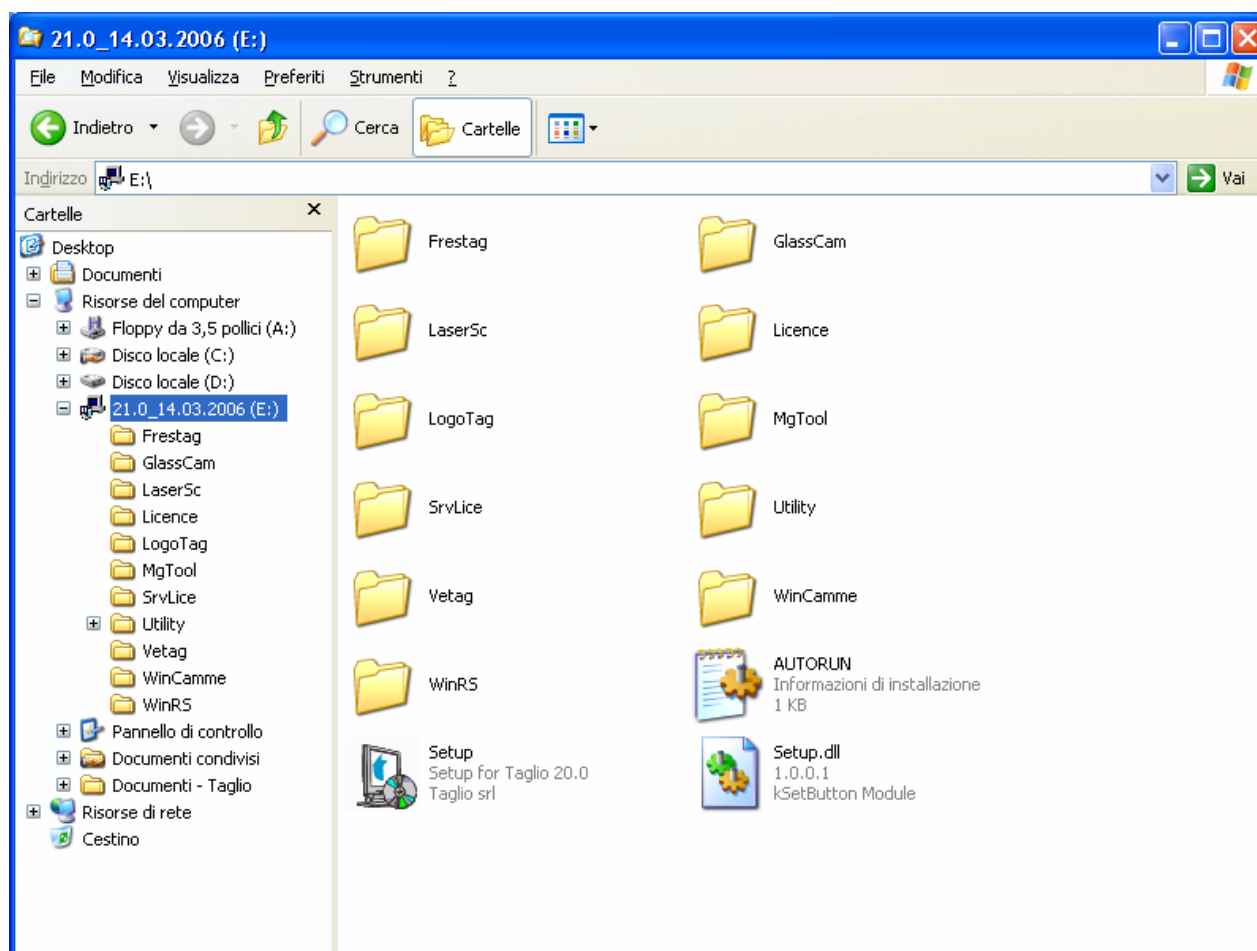 21.0_14.03.2006 (E:)
File Modifica Visualizza Preferiti Strumenti ?
Indietro Cerca Cartelle
Indirizzo E:\ Vai
Cartelle
Desktop
Documenti
Risorse del computer
Floppy da 3,5 pollici (A:)
Disco locale (C:)
Disco locale (D:)
21.0_14.03.2006 (E:)
Frestag
GlassCam
LaserSc
Licence
LogoTag
MgTool
SrvLice
Utility
Vetag
WinCamme
WinRS
Pannello di controllo
Documenti condivisi
Documenti - Taglio
Risorse di rete
Cestino
Frestag
GlassCam
LaserSc
Licence
LogoTag
MgTool
SrvLice
Utility
Vetag
WinCamme
WinRS
AUTORUN
Informazioni di installazione
1 KB
Setup
Setup for Taglio 20.0
Taglio srl
Setup.dll
1.0.0.1
kSetButton Module